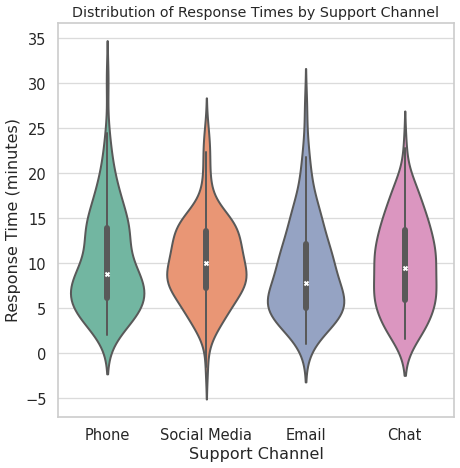 Distribution of Response Times by Support Channel
35
30
25
20
15
10
5
0
−5
Response Time (minutes)
Phone Social Media Email Chat
Support Channel